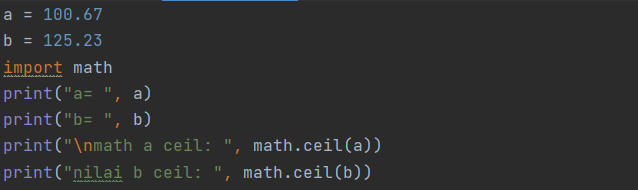 a = 100.67
b = 125.23
import math
print("a= ", a)
print("b= ", b)
print("\nmath a ceil: ", math.ceil(a))
print("nilai b ceil: ", math.ceil(b))